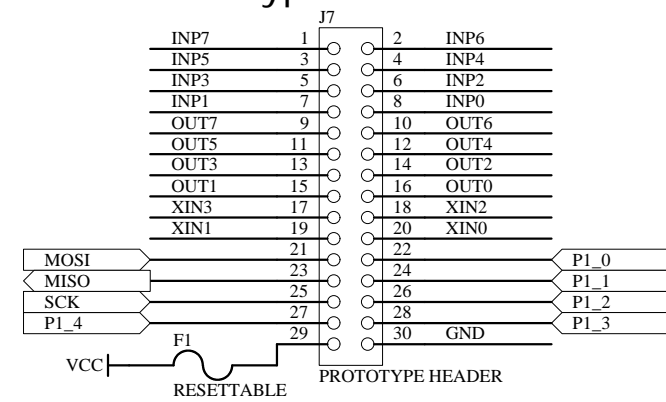 J7
INP7 1 2 INP6
INP5 3 4 INP4
INP3 5 6 INP2
INP1 7 8 INP0
OUT7 9 10 OUT6
OUT5 11 12 OUT4
OUT3 13 14 OUT2
OUT1 15 16 OUT0
XIN3 17 18 XIN2
XIN1 19 20 XIN0
MOSI 21 22 P1_0
MISO 23 24 P1_1
SCK 25 26 P1_2
P1_4 27 28 P1_3
F1 29 30 GND
VCC
RESETTABLE
PROTOTYPE HEADER